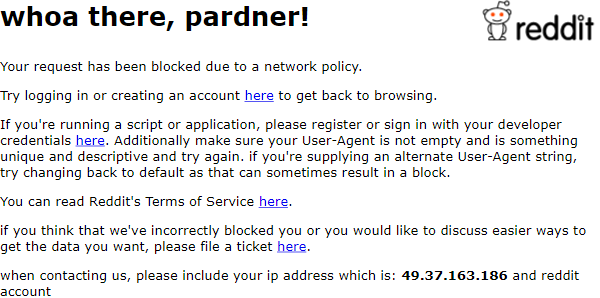 whoa there, pardner!
reddit
Your request has been blocked due to a network policy.
Try logging in or creating an account here to get back to browsing.
If you're running a script or application, please register or sign in with your developer
credentials here. Additionally make sure your User-Agent is not empty and is something
unique and descriptive and try again. if you're supplying an alternate User-Agent string,
try changing back to default as that can sometimes result in a block.
You can read Reddit's Terms of Service here.
if you think that we've incorrectly blocked you or you would like to discuss easier ways to
get the data you want, please file a ticket here.
when contacting us, please include your ip address which is: 49.37.163.186 and reddit
account